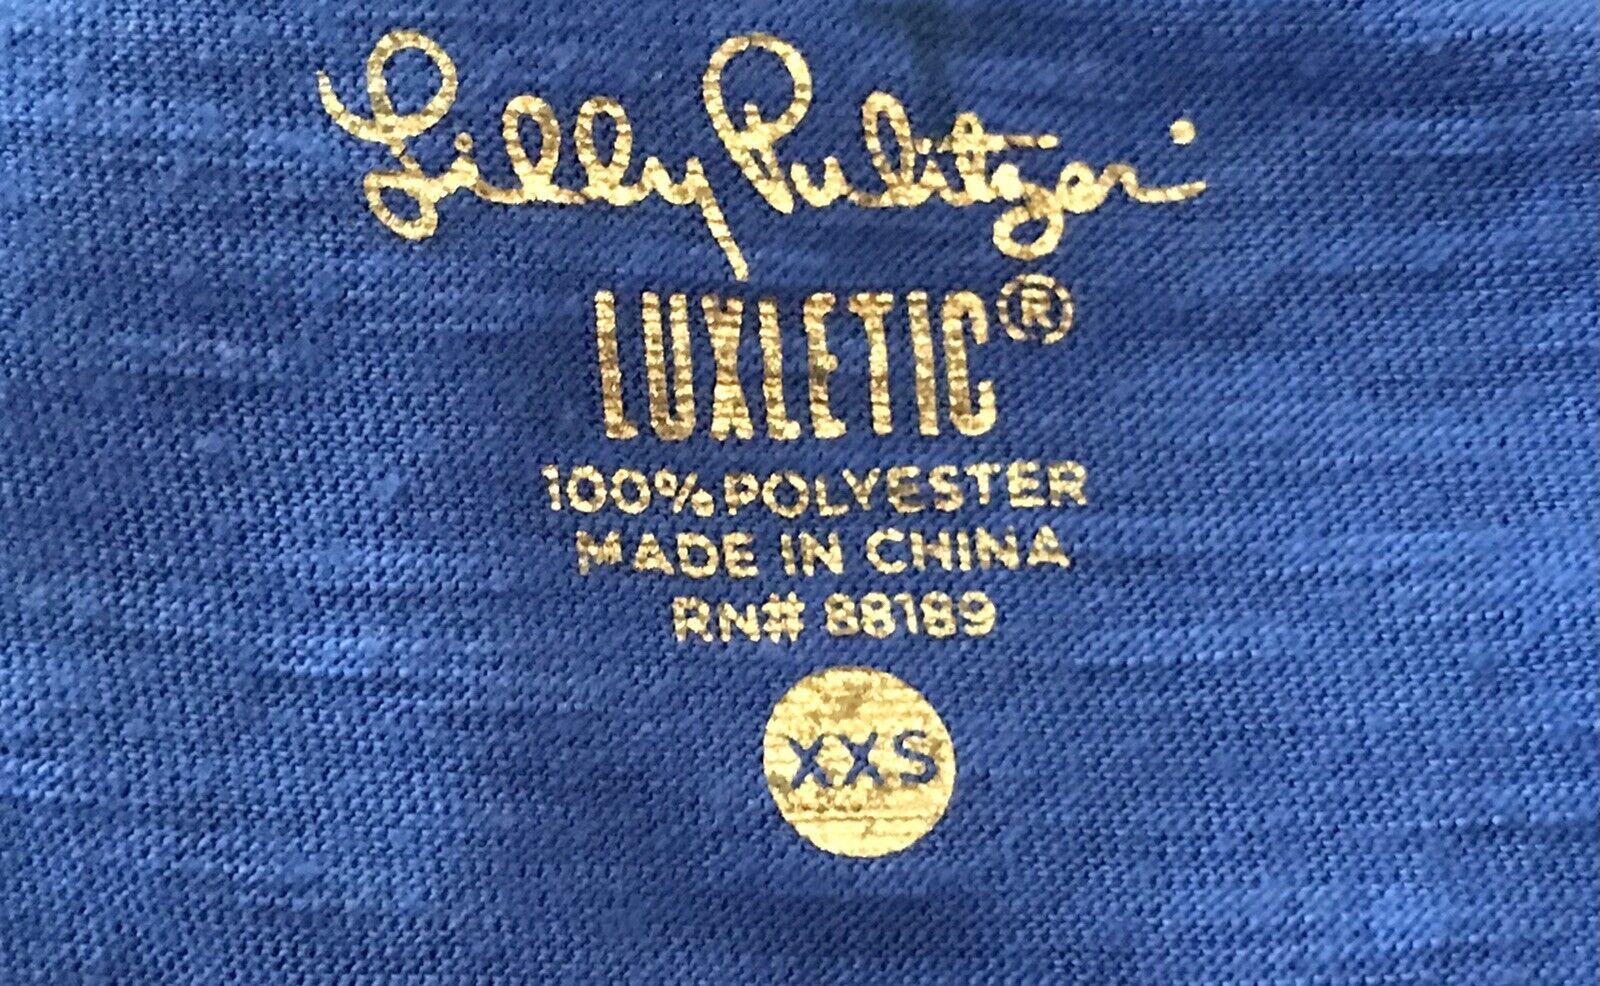 Lilly Pulitzer
LUXLETIC®
100% POLYESTER
MADE IN CHINA
RN# 88189
XXS